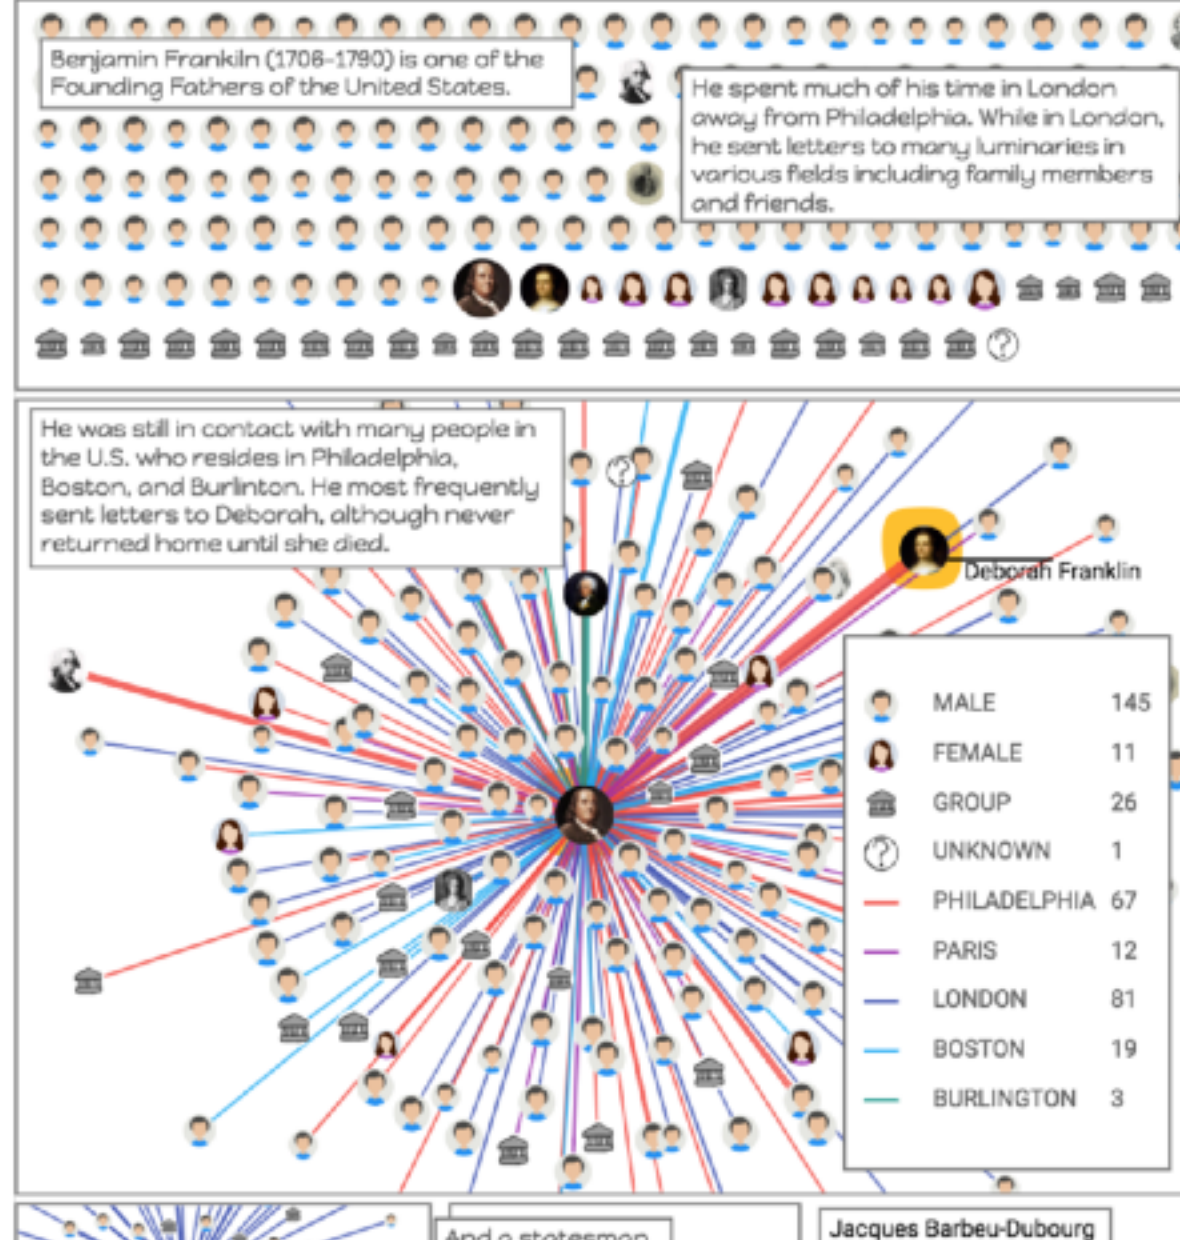 Benjamin Frankiln (1706-1790) is one of the
Founding Fathers of the United States.
He spent much of his time in London
away from Philadelphia. While in London,
he sent letters to many luminaries in
various fields including family members
and friends.
He was still in contact with many people in
the U.S. who resides in Philadelphia,
Boston, and Burlinton. He most frequently
sent letters to Deborah, although never
returned home until she died.
Deborah Franklin
MALE 145
FEMALE 11
GROUP 26
UNKNOWN 1
PHILADELPHIA 67
PARIS 12
LONDON 81
BOSTON 19
BURLINGTON 3
And a statesman
Jacques Barbeu-Dubourg